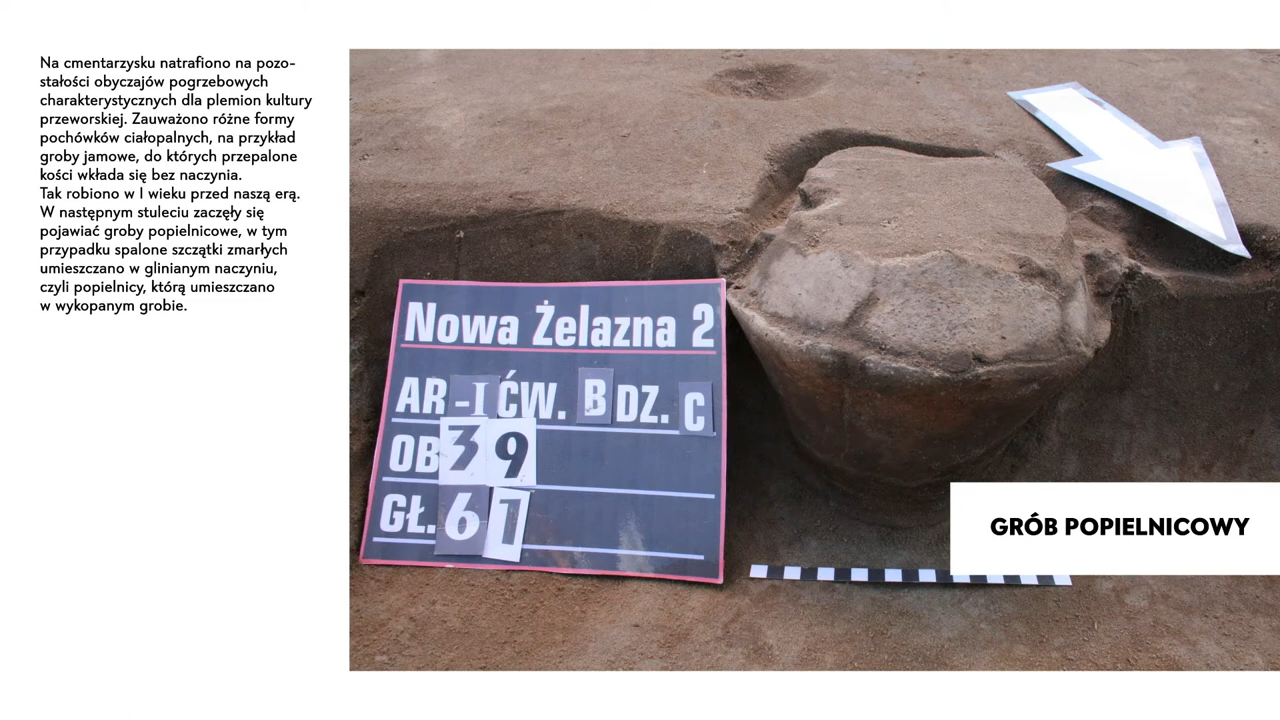 Na cmentarzysku natrafiono na pozo-
stałości obyczajów pogrzebowych
charakterystycznych dla plemion kultury
przeworskiej. Zauważono różne formy
pochówków ciałopalnych, na przykład
groby jamowe, do których przepalone
kości wkłada się bez naczynia.
Tak robiono w I wieku przed naszą erą.
W następnym stuleciu zaczęły się
pojawiać groby popielnicowe, w tym
przypadku spalone szczątki zmarłych
umieszczano w glinianym naczyniu,
czyli popielnicy, którą umieszczano
w wykopanym grobie.
Nowa Żelazna 2
AR-I ĆW. B DZ. C
OB 39
GŁ. 61
GRÓB POPIELNICOWY